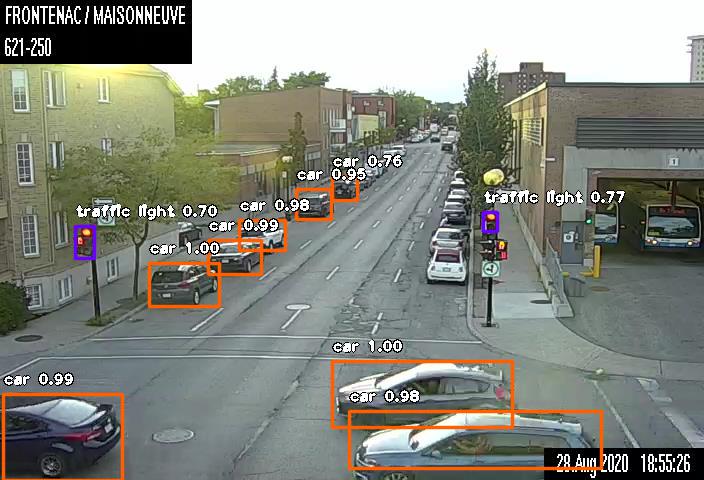 FRONTENAC / MAISONNEUVE
621-250
car 0.76
car 0.95
traffic light 0.77
traffic light 0.70
car 0.98
car 0.99
car 1.00
car 1.00
car 0.99
car 0.98
28.Aug 2020 18:55:26